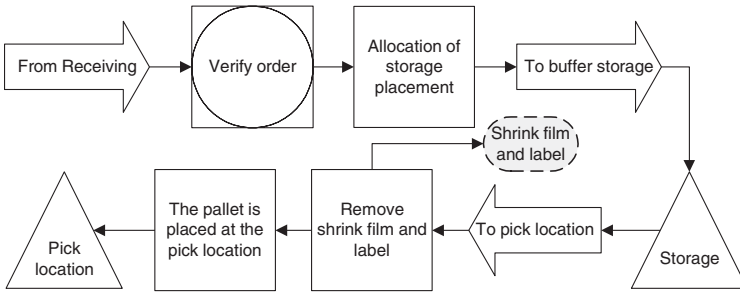 From Receiving
Verify order
Allocation of
storage
placement
To buffer storage
Shrink film
and label
Storage
To pick location
Remove
shrink film and
label
The pallet is
placed at the
pick location
Pick
location